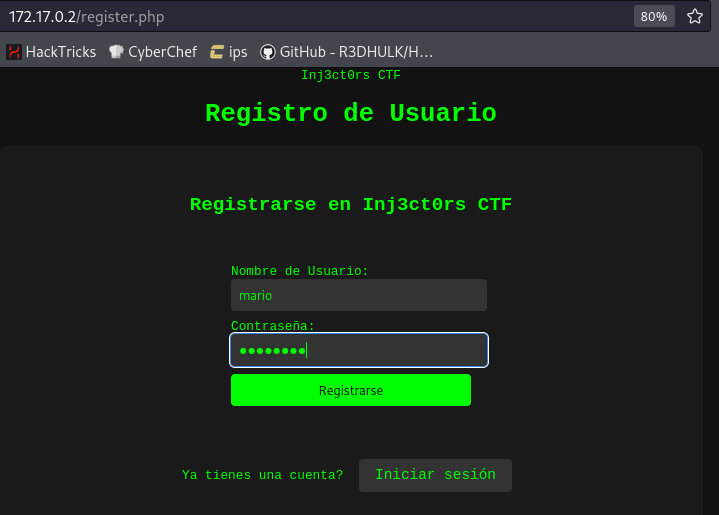 172.17.0.2/register.php 80%
HackTricks CyberChef ips GitHub - R3DHULK/H...
Inj3ct0rs CTF
Registro de Usuario
Registrarse en Inj3ct0rs CTF
Nombre de Usuario:
mario
Contraseña:
●●●●●●●●
Registrarse
Ya tienes una cuenta? Iniciar sesión